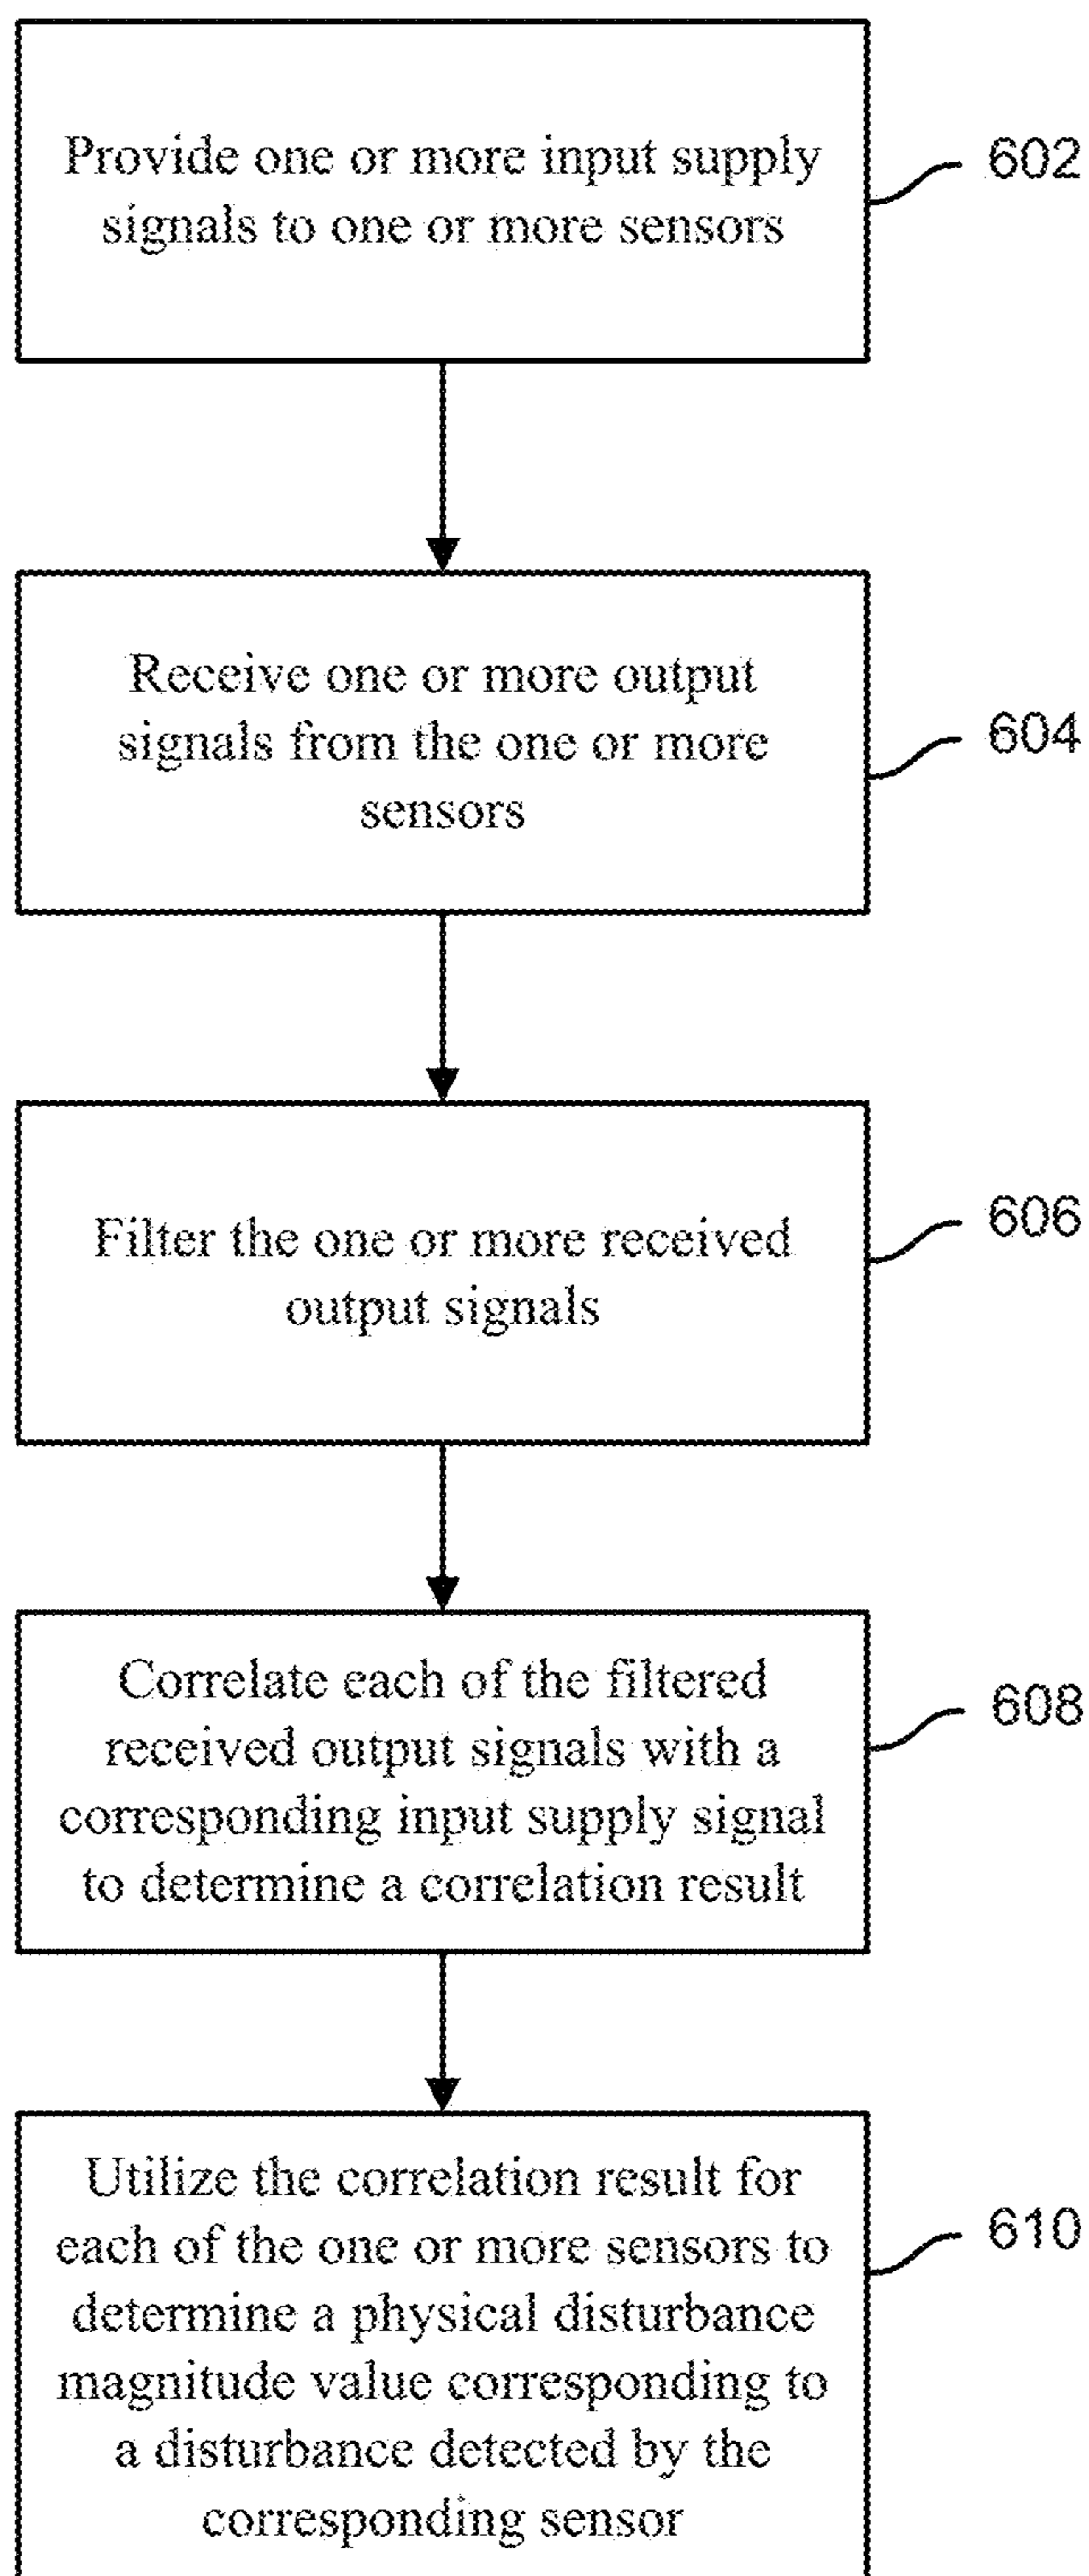 Provide one or more input supply
signals to one or more sensors
602
Receive one or more output
signals from the one or more
sensors
604
Filter the one or more received
output signals
606
Correlate each of the filtered
received output signals with a
corresponding input supply signal
to determine a correlation result
608
Utilize the correlation result for
each of the one or more sensors to
determine a physical disturbance
magnitude value corresponding to
a disturbance detected by the
corresponding sensor
610